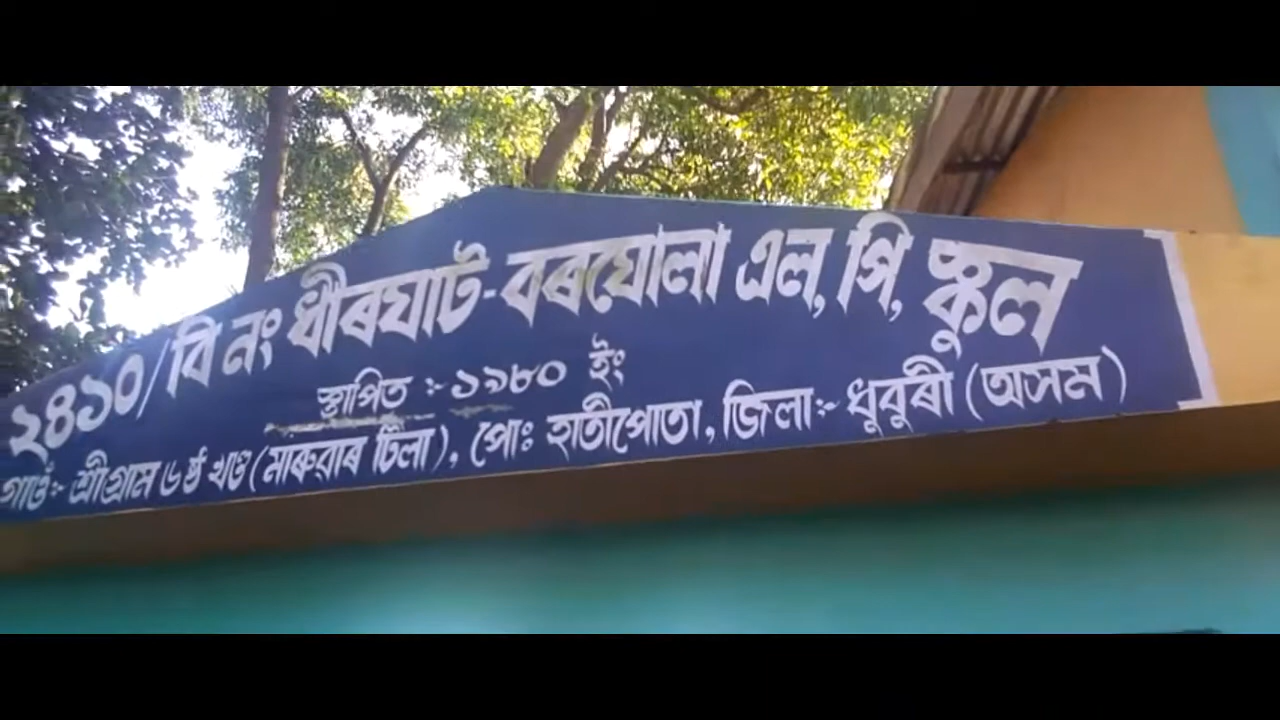 ২৪১০/বি নং ধীৰঘাট-বৰঘোলা এল, পি, স্কুল
স্থাপিত :- ১৯৮০ ইং
গাওঁ:- শ্রীগ্রাম ৬ষ্ঠ খণ্ড (মাৰুৱাৰ টিলা), পোঃ হাতীপোতা, জিলা:- ধুবুৰী (অসম)